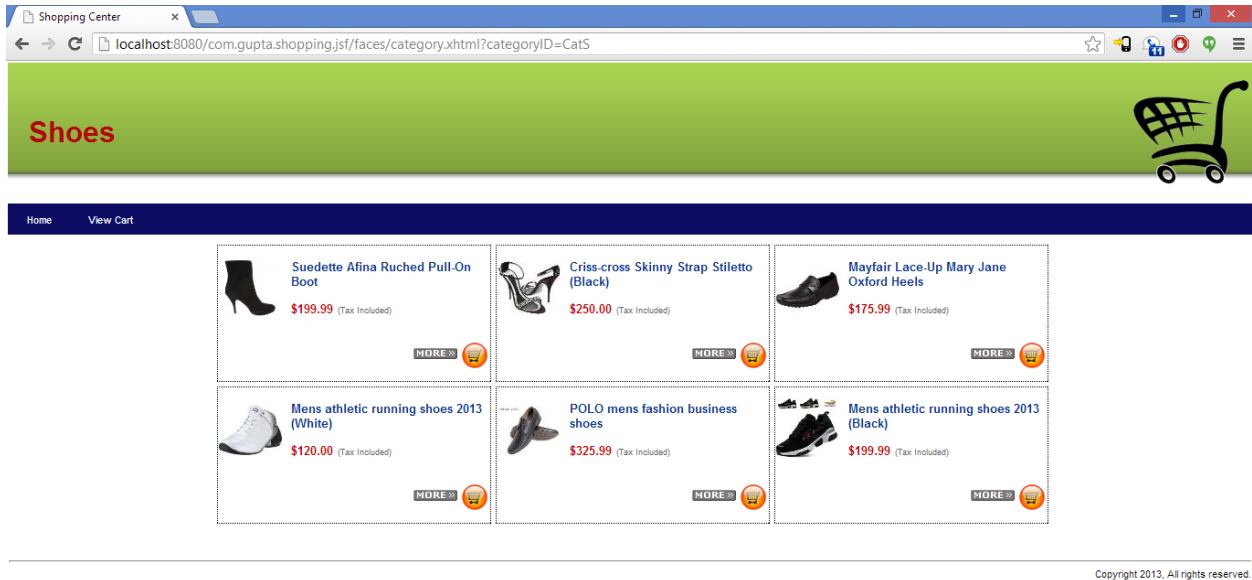 Shopping Center
localhost:8080/com.gupta.shopping.jsf/faces/category.xhtml?categoryID=CatS
11
Shoes
Home View Cart
Suedette Afina Ruched Pull-On
Boot
$199.99 (Tax Included)
MORE »
Criss-cross Skinny Strap Stiletto
(Black)
$250.00 (Tax Included)
MORE »
Mayfair Lace-Up Mary Jane
Oxford Heels
$175.99 (Tax Included)
MORE »
Mens athletic running shoes 2013
(White)
$120.00 (Tax Included)
MORE »
POLO mens fashion business
shoes
$325.99 (Tax Included)
MORE »
Mens athletic running shoes 2013
(Black)
$199.99 (Tax Included)
MORE »
Copyright 2013, All rights reserved.